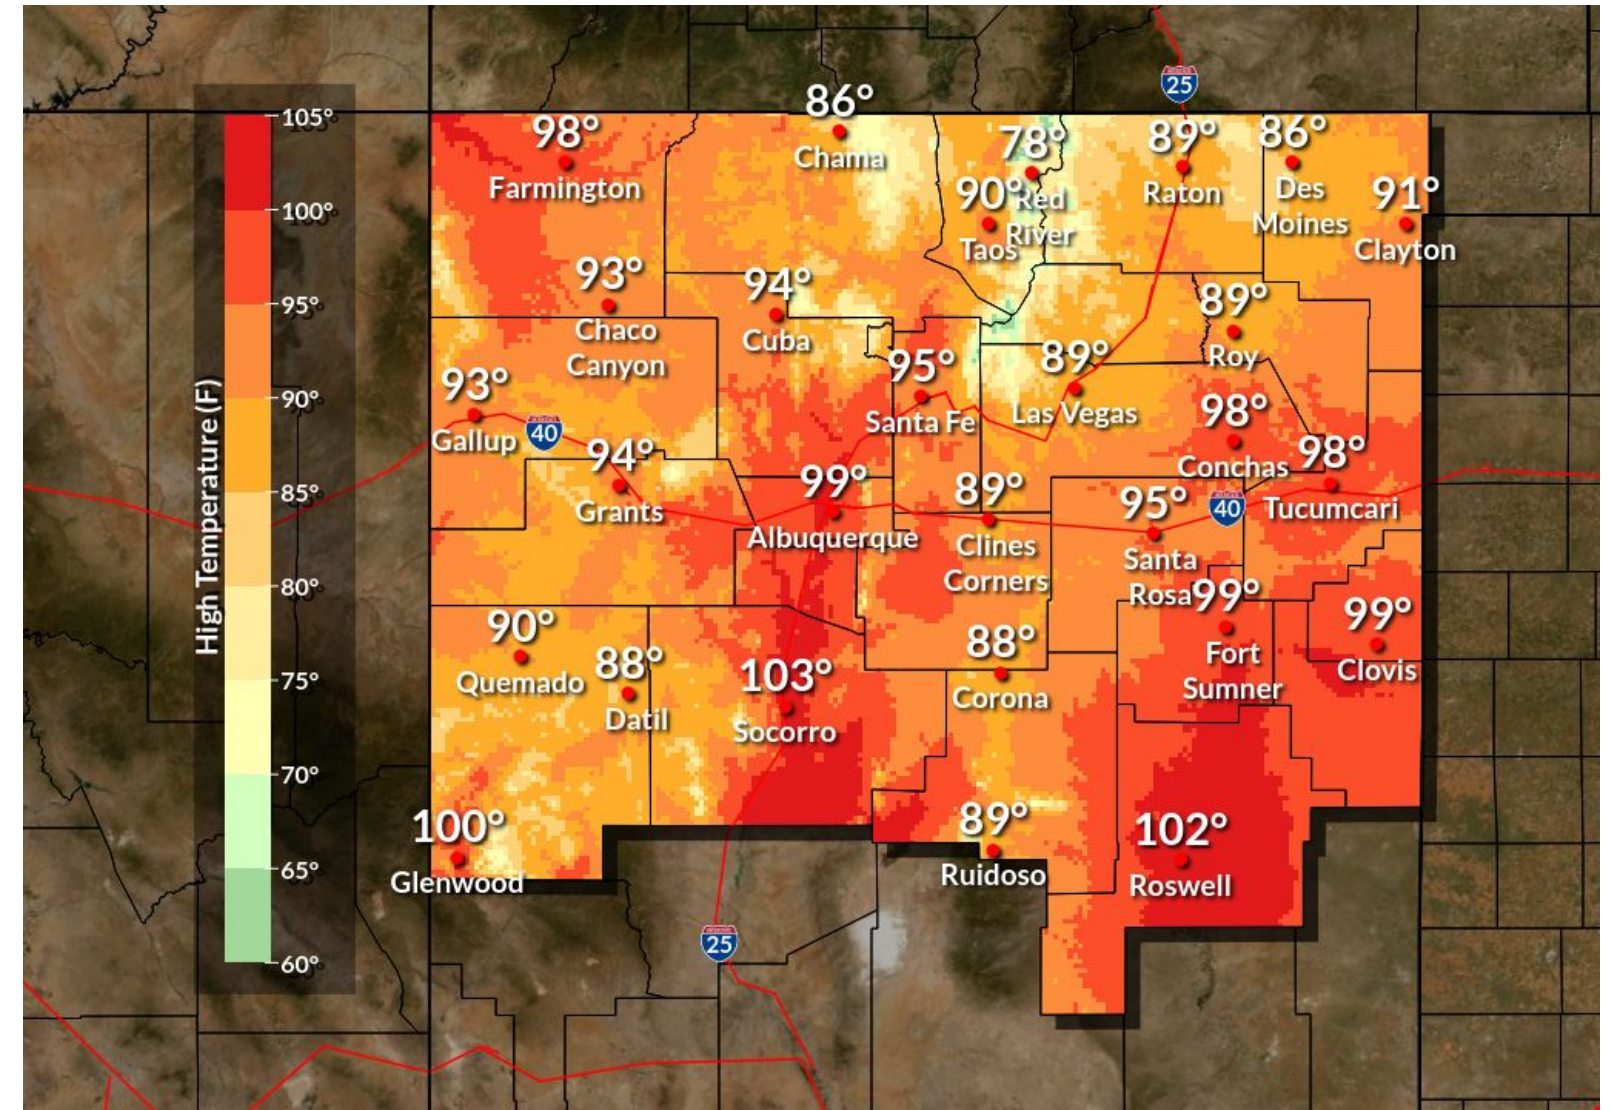 86°
Chama
25
105°
98°
Farmington
78°
Red
River
89°
Raton
86°
Des
Moines
90°
Taos
91°
Clayton
100°
95°
93°
Chaco
Canyon
94°
Cuba
89°
Roy
95°
Santa Fe
89°
Las Vegas
93°
Gallup
40
90°
98°
Conchas
98°
Tucumcari
94°
Grants
99°
Albuquerque
89°
Clines
Corners
95°
Santa
Rosa
40
85°
80°
High Temperature (F)
99°
Fort
Sumner
99°
Clovis
90°
Quemado
88°
Datil
103°
Socorro
88°
Corona
75°
70°
100°
Glenwood
89°
Ruidoso
102°
Roswell
65°
60°
25